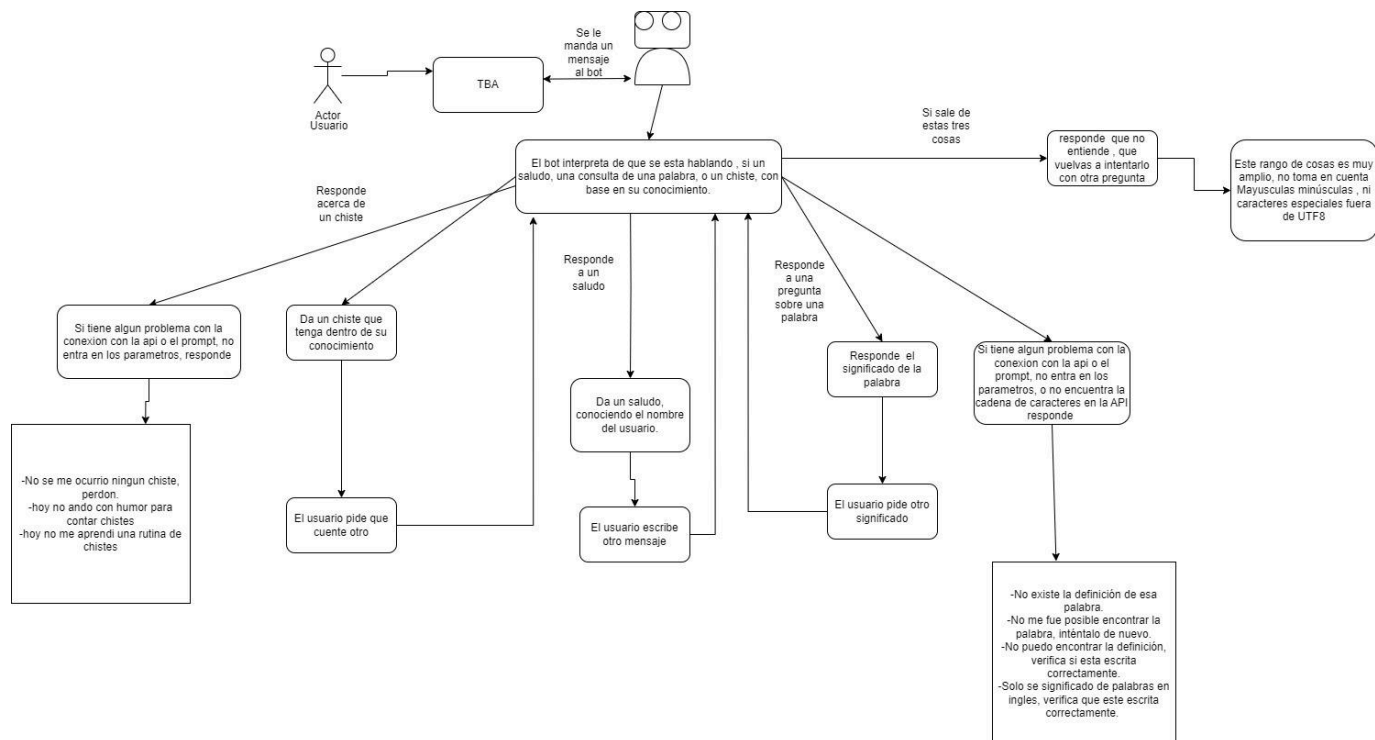 Se le
manda un
mensaje
al bot
TBA
Actor
Usuario
Si sale de
estas tres
cosas
El bot interpreta de que se esta hablando , si un
saludo, una consulta de una palabra, o un chiste, con
base en su conocimiento.
responde que no
entiende , que
vuelvas a intentarlo
con otra pregunta
Este rango de cosas es muy
amplio, no toma en cuenta
Mayusculas minúsculas , ni
caracteres especiales fuera
de UTF8
Responde
acerca de
un chiste
Responde
a un
saludo
Responde
a una
pregunta
sobre una
palabra
Si tiene algun problema con la
conexion con la api o el prompt, no
entra en los parametros, responde
Da un chiste que
tenga dentro de su
conocimiento
Da un saludo,
conociendo el nombre
del usuario.
Responde el
significado de la
palabra
Si tiene algun problema con la
conexion con la api o el
prompt, no entra en los
parametros, o no encuentra la
cadena de caracteres en la API
responde
-No se me ocurrio ningun chiste,
perdon.
-hoy no ando con humor para
contar chistes
-hoy no me aprendi una rutina de
chistes
El usuario pide que
cuente otro
El usuario escribe
otro mensaje
El usuario pide otro
significado
-No existe la definición de esa
palabra.
-No me fue posible encontrar la
palabra, inténtalo de nuevo.
-No puedo encontrar la definición,
verifica si esta escrita
correctamente.
-Solo se significado de palabras en
ingles, verifica que este escrita
correctamente.